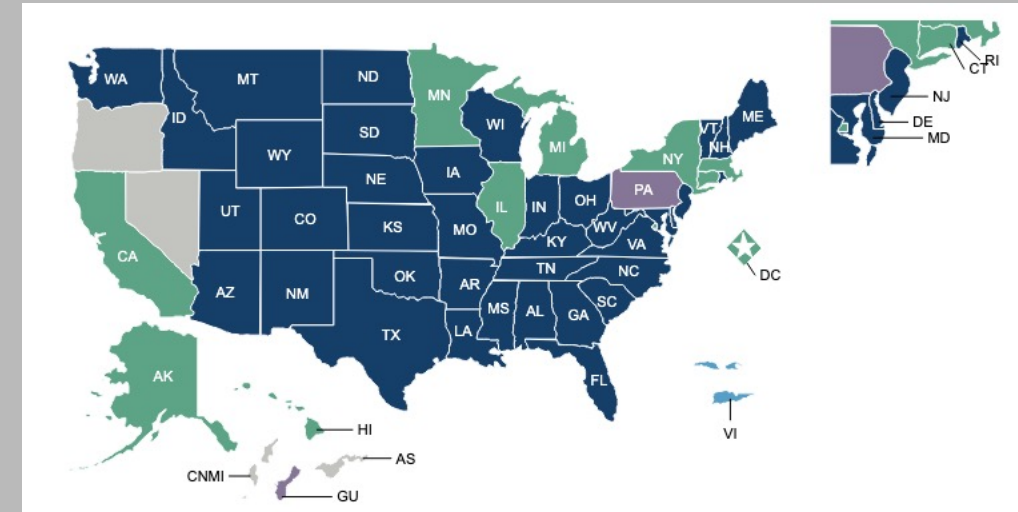 WA
MT
ND
MN
ID
SD
WI
WY
MI
VT
NH
ME
NY
NE
IA
PA
UT
CO
KS
MO
IL
IN
OH
WV
VA
KY
CA
AZ
NM
OK
AR
TN
NC
SC
TX
LA
MS
AL
GA
FL
AK
HI
AS
CNMI
GU
VI
DC
RI
CT
NJ
DE
MD